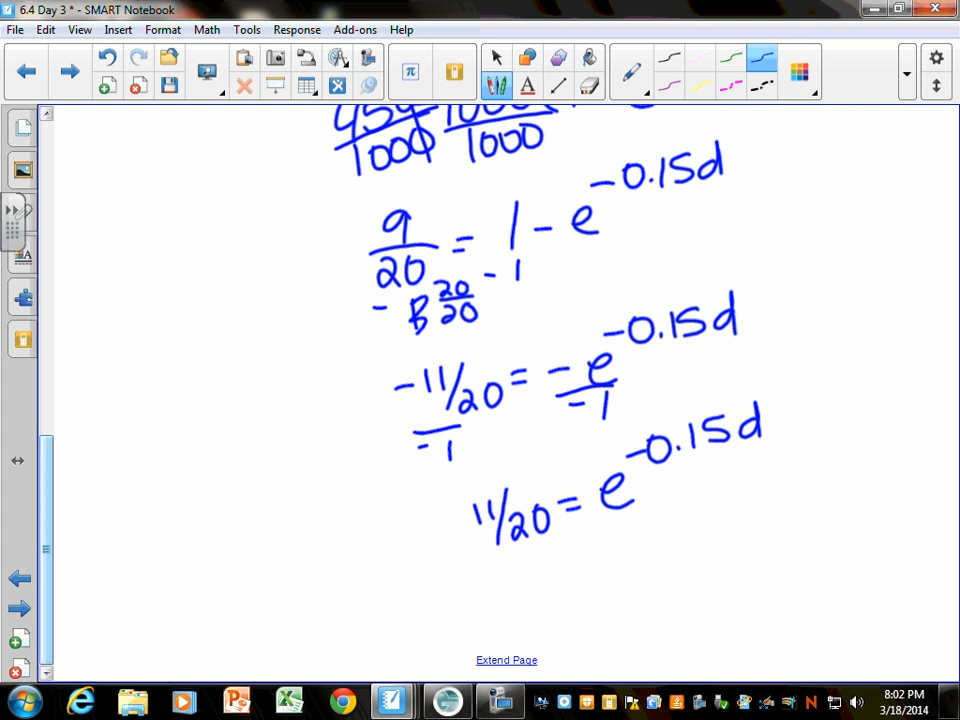 6.4 Day 3 * - SMART Notebook
File Edit View Insert Format Math Tools Response Add-ons Help
1000 1000
9/20 = 1 - e^-0.15d
- 20/20 - 1
-11/20 = -e^-0.15d
-1 -1
11/20 = e^-0.15d
Extend Page
8:02 PM
3/18/2014